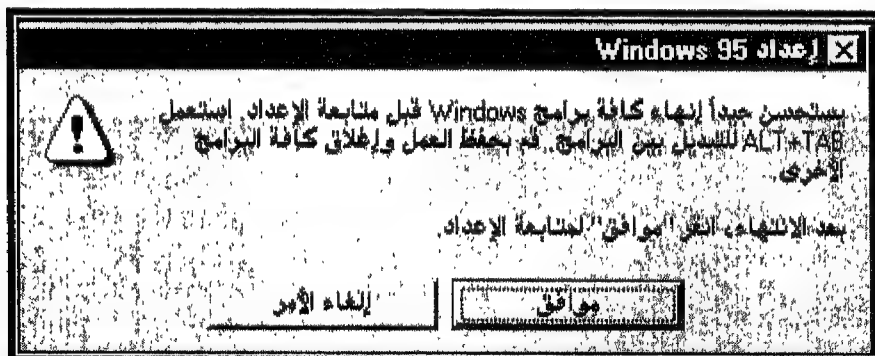 إعداد Windows 95
يستحسن جداً إنهاء كافة برامج Windows قبل متابعة الإعداد. استعمل
ALT+TAB للتبديل بين البرامج. قم بحفظ العمل وإغلاق كافة البرامج
الأخرى.
بعد الانتهاء، انقر "موافق" لمتابعة الإعداد.
موافق
إلغاء الأمر